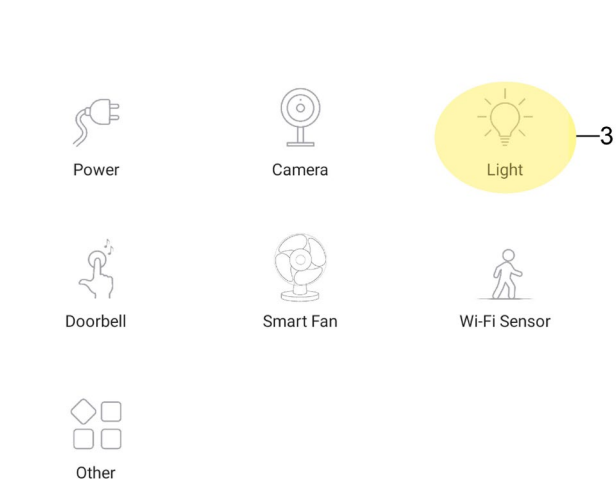 Power
Camera
Light
3
Doorbell
Smart Fan
Wi-Fi Sensor
Other